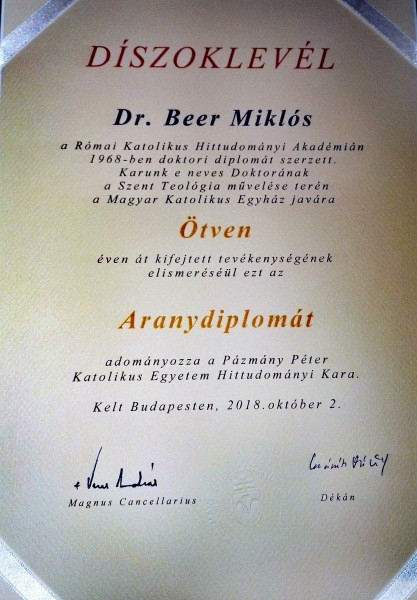 DÍSZOKLEVÉL
Dr. Beer Miklós
a Római Katolikus Hittudományi Akadémián
1968-ben doktori diplomát szerzett.
Karunk e neves Doktorának
a Szent Teológia művelése terén
a Magyar Katolikus Egyház javára
Ötven
éven át kifejtett tevékenységének
elismeréséül ezt az
Aranydiplomát
adományozza a Pázmány Péter
Katolikus Egyetem Hittudományi Kara.
Kelt Budapesten, 2018.október 2.
Magnus Cancellarius
Dékán